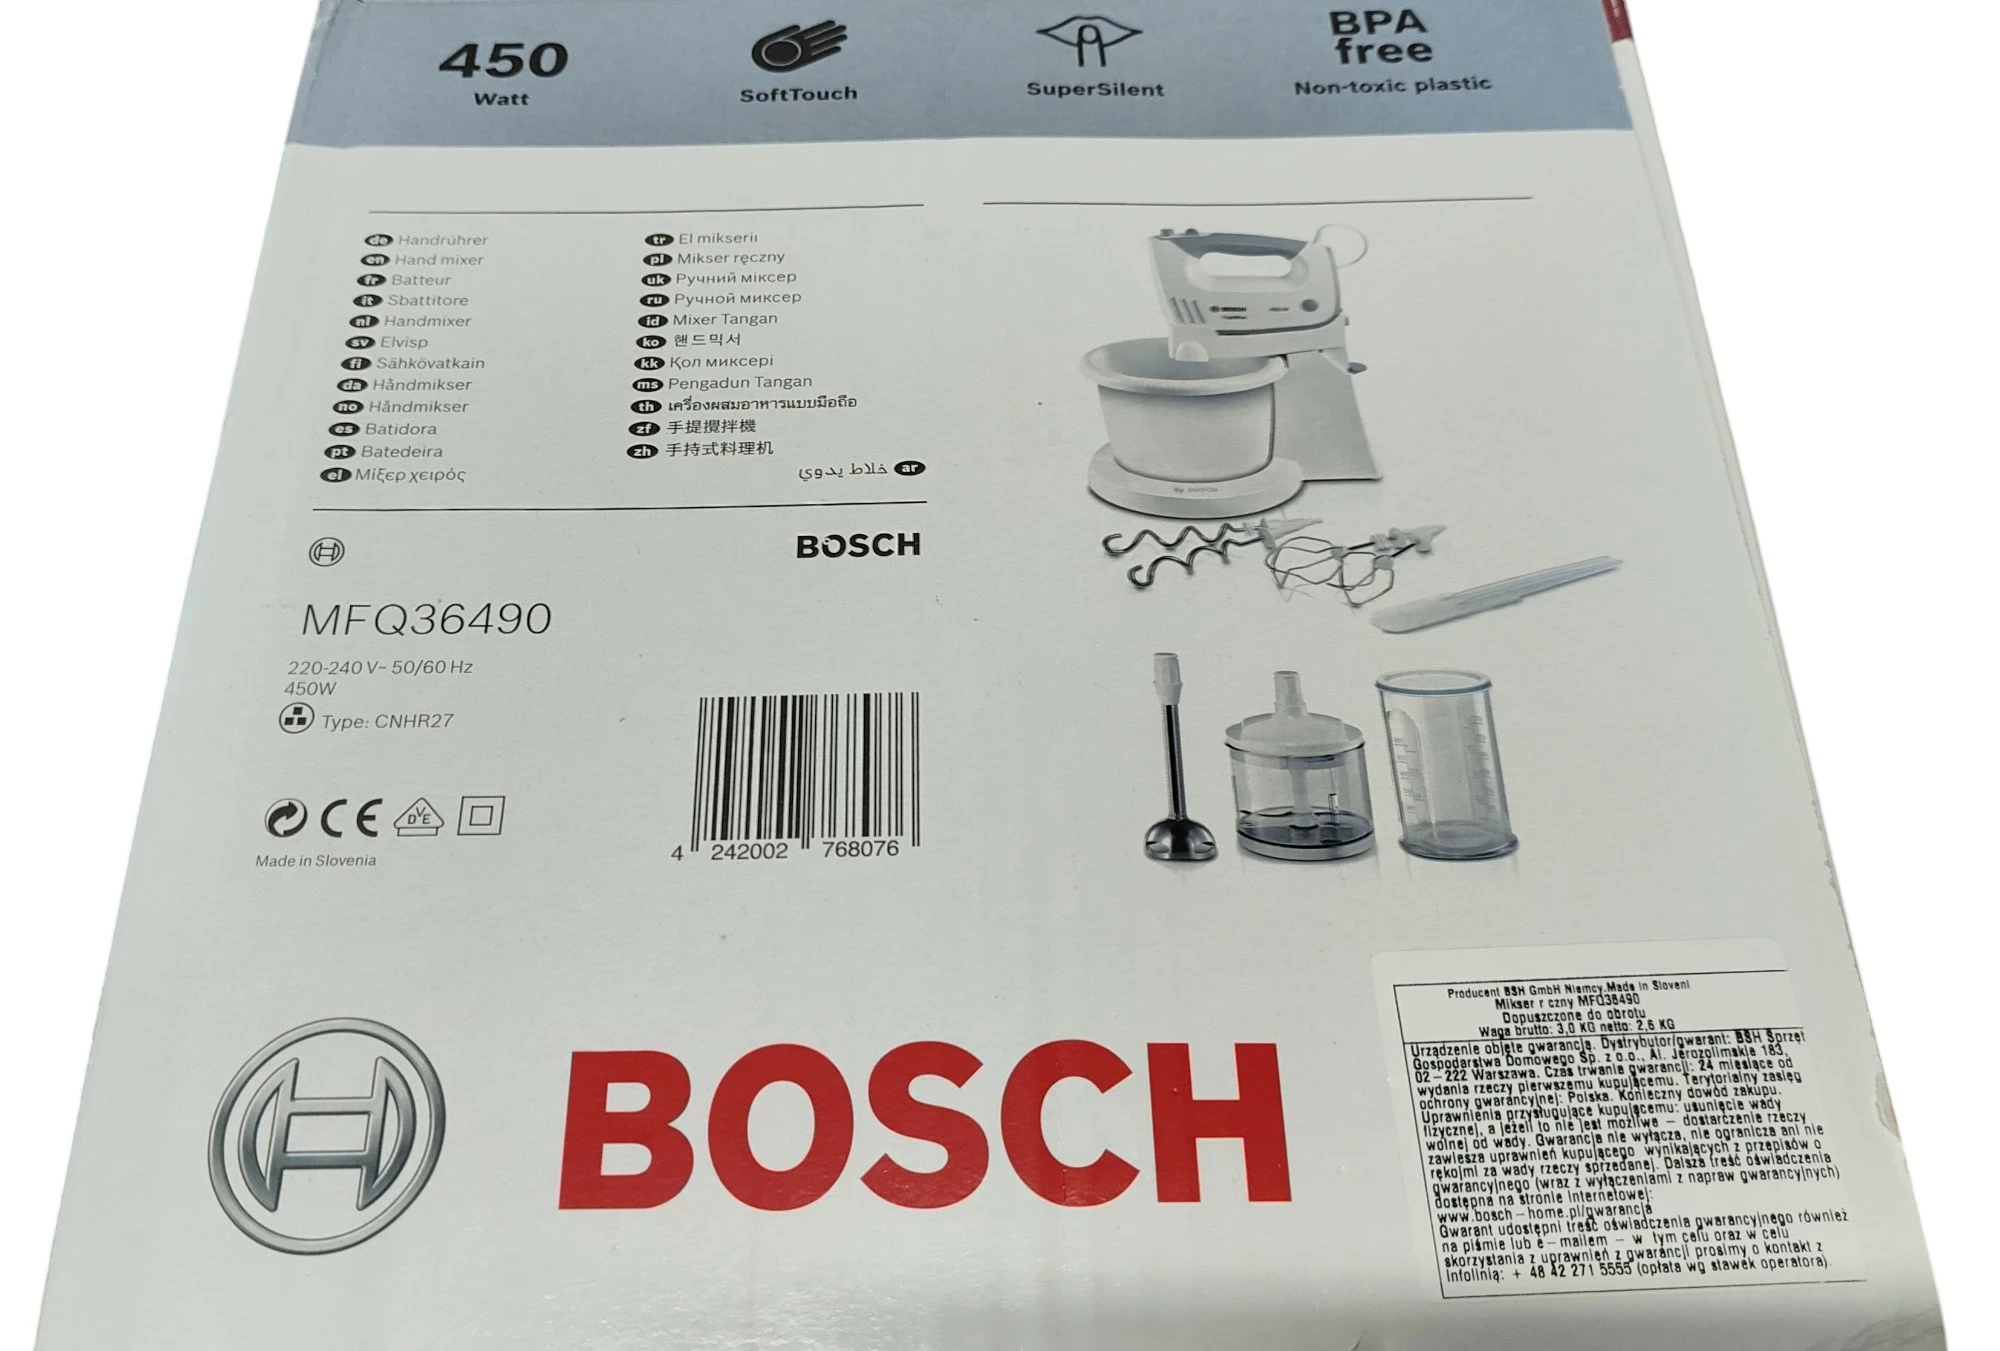 450
Watt
SoftTouch
SuperSilent
BPA
free
Non-toxic plastic
de Handrührer
en Hand mixer
fr Batteur
it Sbattitore
nl Handmixer
sv Elvisp
fi Sähkövatkain
da Håndmikser
no Håndmikser
es Batidora
pt Batedeira
el Μίξερ χειρός
tr El mikserii
pl Mikser ręczny
uk Ручний міксер
ru Ручной миксер
id Mixer Tangan
ko 핸드믹서
kk Қол миксері
ms Pengadun Tangan
th เครื่องผสมอาหารแบบมือถือ
zf 手提攪拌機
zh 手持式料理机
خلاط يدوي ar
BOSCH
MFQ36490
220-240 V~ 50/60 Hz
450W
Type: CNHR27
CE
DVE
Made in Slovenia
4 242002 768076
BOSCH
BOSCH
Producent BSH GmbH Niemcy.Made in Sloveni
Mikser r czny MFQ36490
Dopuszczone do obrotu
Waga brutto: 3,0 KG netto: 2,6 KG
Urządzenie objęte gwarancją. Dystrybutor/gwarant: BSH Sprzęt
Gospodarstwa Domowego Sp. z o.o., Al. Jerozolimskie 183,
02-222 Warszawa. Czas trwania gwarancji: 24 miesiące od
wydania rzeczy pierwszemu kupującemu. Terytorialny zasięg
ochrony gwarancyjnej: Polska. Konieczny dowód zakupu.
Uprawnienia przysługujące kupującemu: usunięcie wady
fizycznej, a jeżeli to nie jest możliwe – dostarczenie rzeczy
wolnej od wady. Gwarancja nie wyłącza, nie ogranicza ani nie
zawiesza uprawnień kupującego wynikających z przepisów o
rękojmi za wady rzeczy sprzedanej. Dalsza treść oświadczenia
gwarancyjnego (wraz z wyłączeniami z napraw gwarancyjnych)
dostępna na stronie internetowej:
www.bosch-home.pl/gwarancja
Gwarant udostępni treść oświadczenia gwarancyjnego również
na piśmie lub e-mailem – w tym celu oraz w celu
skorzystania z uprawnień z gwarancji prosimy o kontakt z
Infolinią: + 48 42 271 5555 (opłata wg stawek operatora).